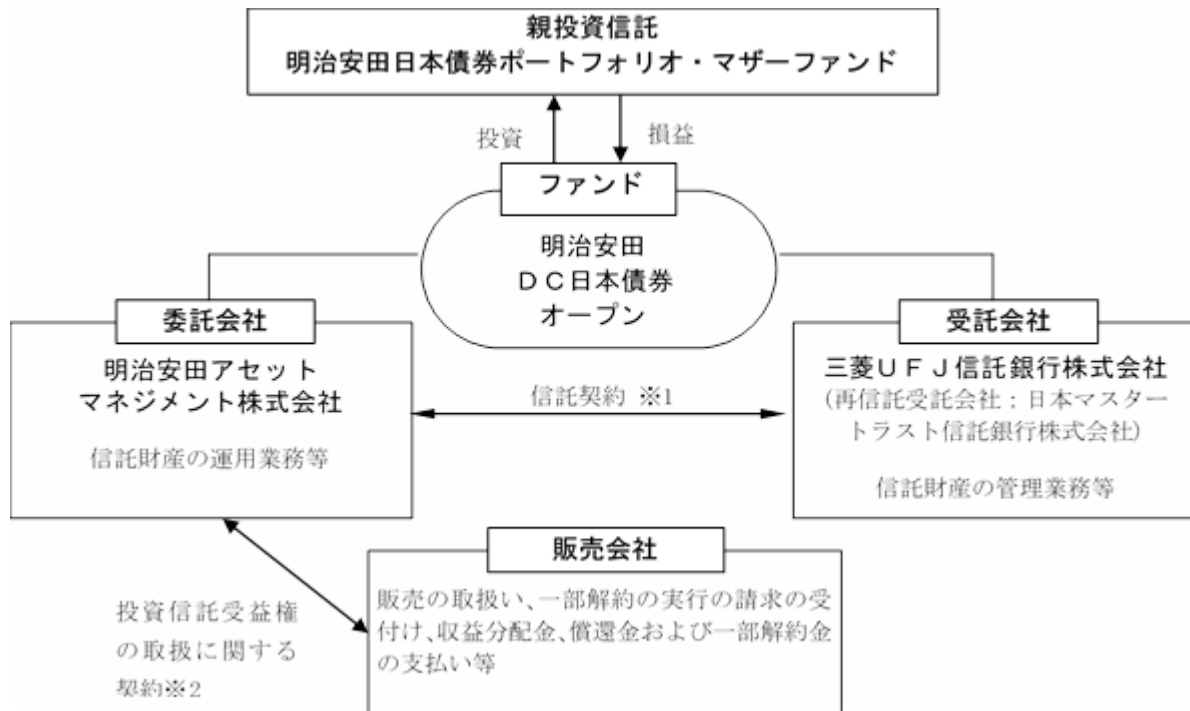 親投資信託
明治安田日本債券ポートフォリオ・マザーファンド
投資
損益
ファンド
明治安田
ＤＣ日本債券
オープン
委託会社
明治安田アセット
マネジメント株式会社
信託財産の運用業務等
信託契約 ※1
受託会社
三菱ＵＦＪ信託銀行株式会社
(再信託受託会社：日本マスター
トラスト信託銀行株式会社)
信託財産の管理業務等
投資信託受益権
の取扱に関する
契約※2
販売会社
販売の取扱い、一部解約の実行の請求の受
付け、収益分配金、償還金および一部解約金
の支払い等